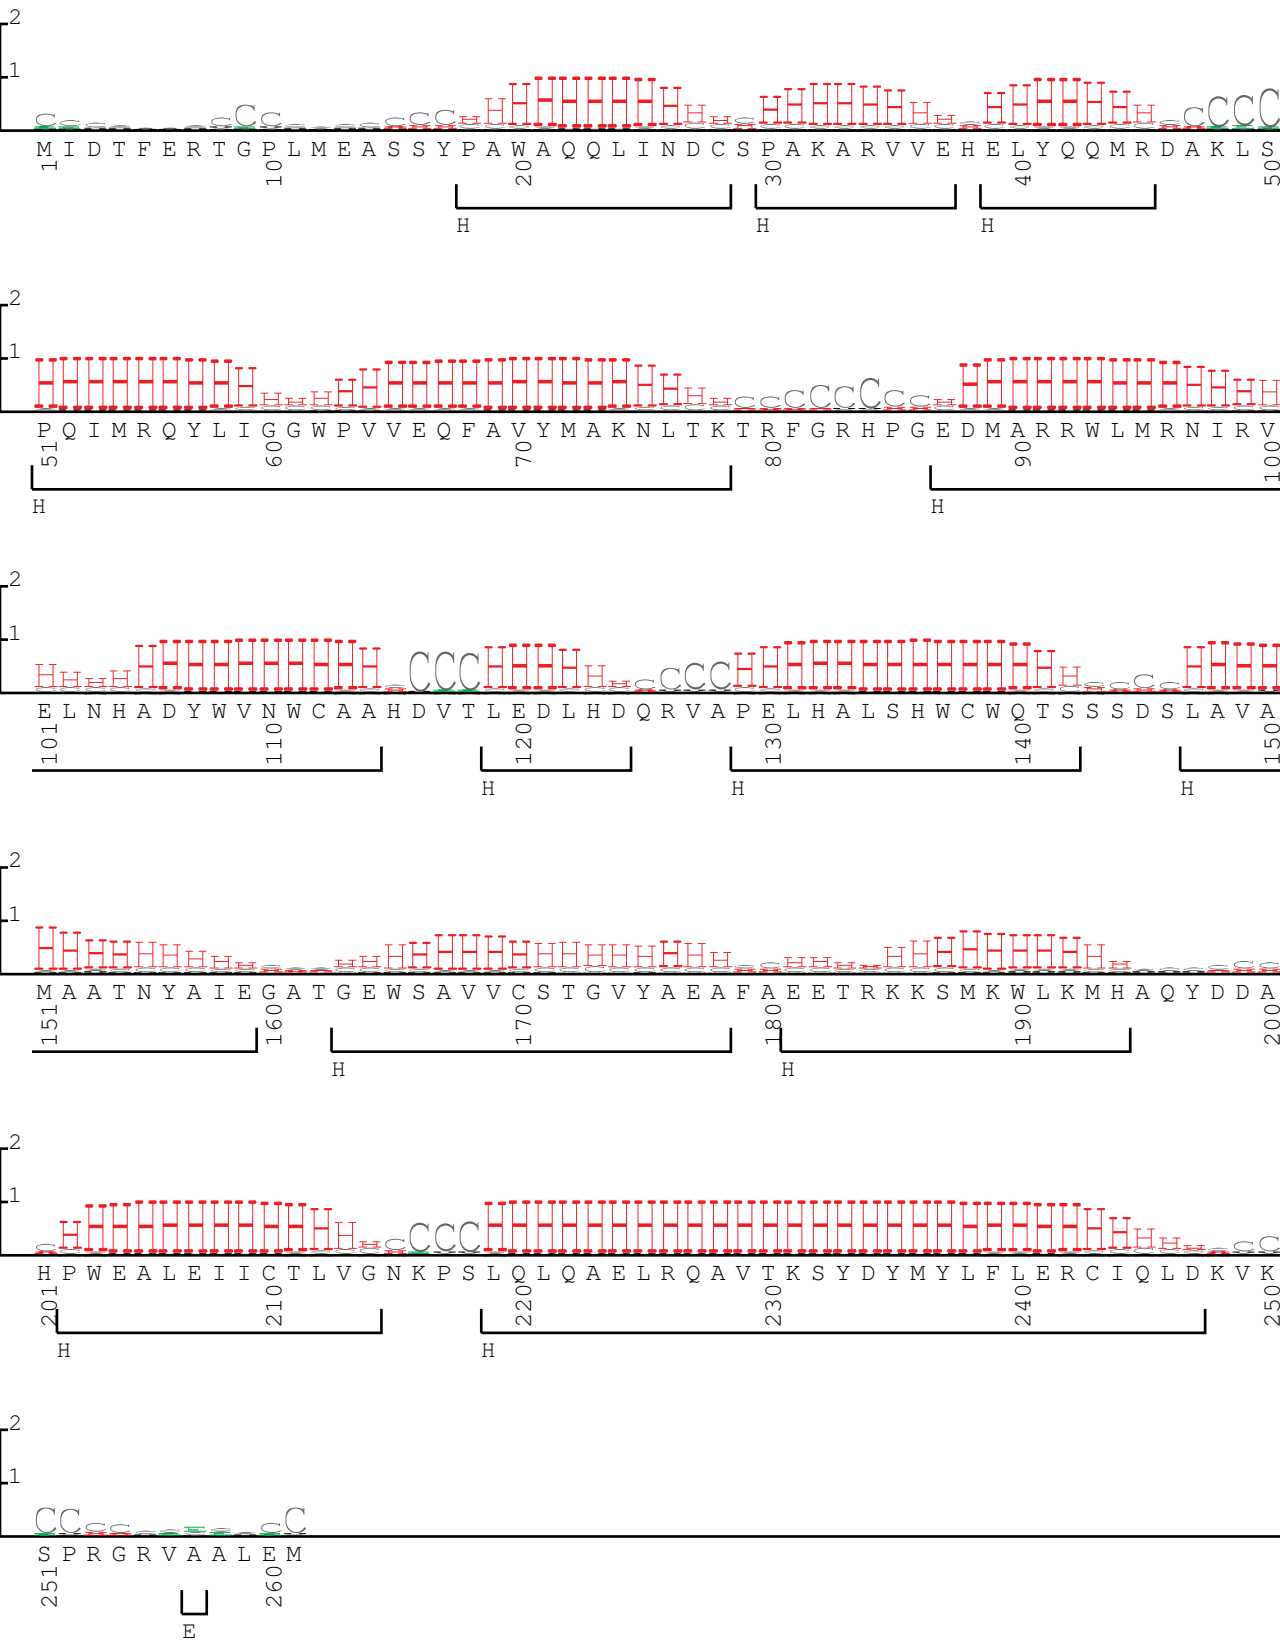 2
1
M I D T F E R T G P L M E A S S Y P A W A Q Q L I N D C S P A K A R V V E H E L Y Q Q M R D A K L S
1 10 20 30 40 50
H H H
2
1
P Q I M R Q Y L I G G W P V V E Q F A V Y M A K N L T K T R F G R H P G E D M A R R W L M R N I R V
51 60 70 80 90 100
H H
2
1
E L N H A D Y W V N W C A A H D V T L E D L H D Q R V A P E L H A L S H W C W Q T S S S D S L A V A
101 110 120 130 140 150
H H H
2
1
M A A T N Y A I E G A T G E W S A V V C S T G V Y A E A F A E E T R K K S M K W L K M H A Q Y D D A
151 160 170 180 190 200
H H
2
1
H P W E A L E I I C T L V G N K P S L Q L Q A E L R Q A V T K S Y D Y M Y L F L E R C I Q L D K V K
201 210 220 230 240 250
H H
2
1
S P R G R V A A L E M
251 260
E